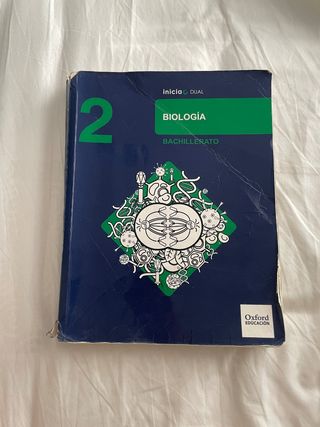 inicia DUAL
2
BIOLOGÍA
BACHILLERATO
Oxford
EDUCACIÓN